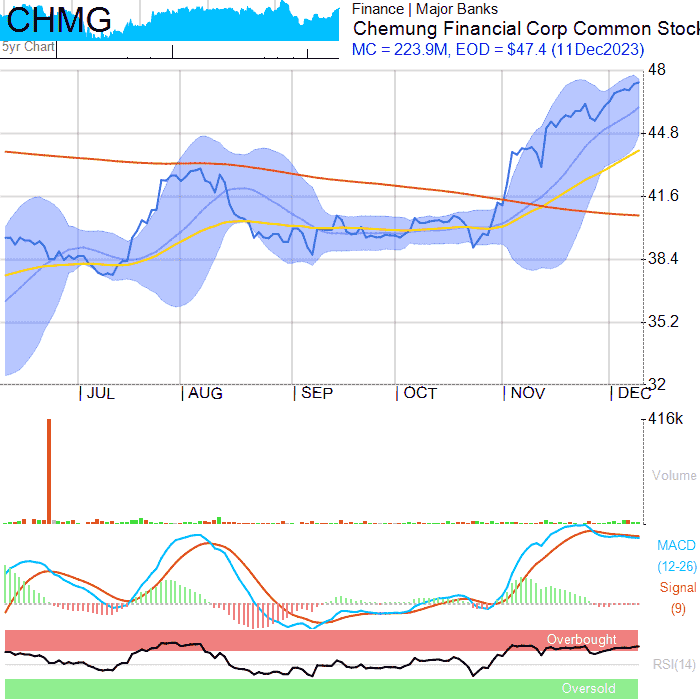 CHMG
5yr Chart
Finance | Major Banks
Chemung Financial Corp Common Stock
MC = 223.9M, EOD = $47.4 (11Dec2023)
48
44.8
41.6
38.4
35.2
32
JUL
AUG
SEP
OCT
NOV
DEC
416k
Volume
MACD
(12-26)
Signal
(9)
Overbought
RSI(14)
Oversold